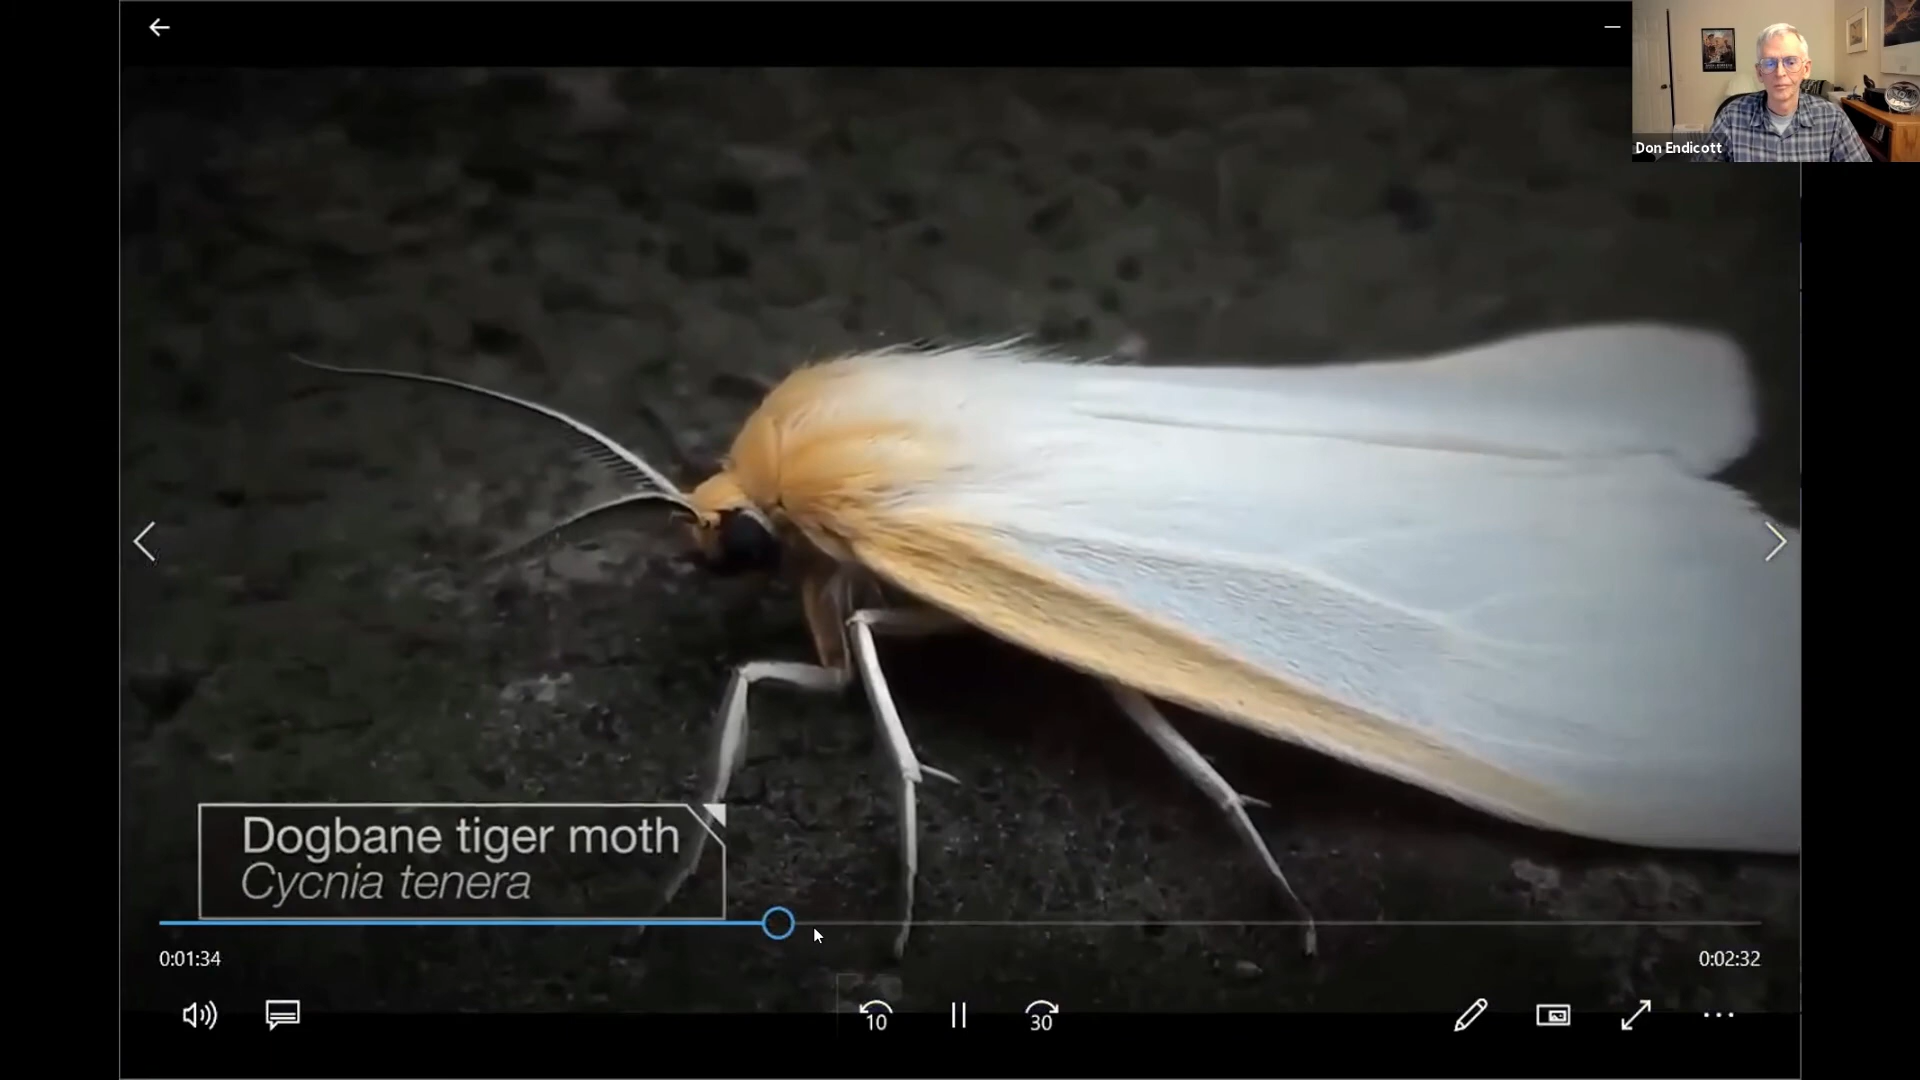 Don Endicott
Dogbane tiger moth
Cycnia tenera
0:01:34
0:02:32
10
30